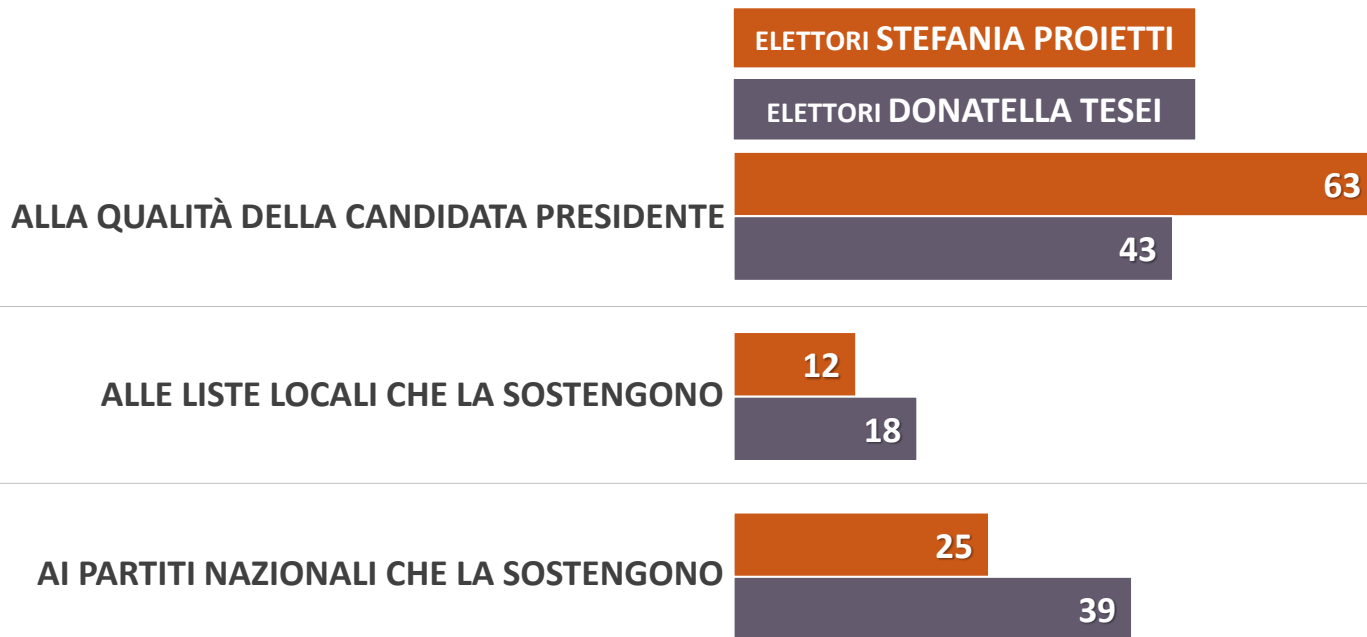 ELETTORI STEFANIA PROIETTI
ELETTORI DONATELLA TESEI
ALLA QUALITÀ DELLA CANDIDATA PRESIDENTE
63
43
ALLE LISTE LOCALI CHE LA SOSTENGONO
12
18
AI PARTITI NAZIONALI CHE LA SOSTENGONO
25
39